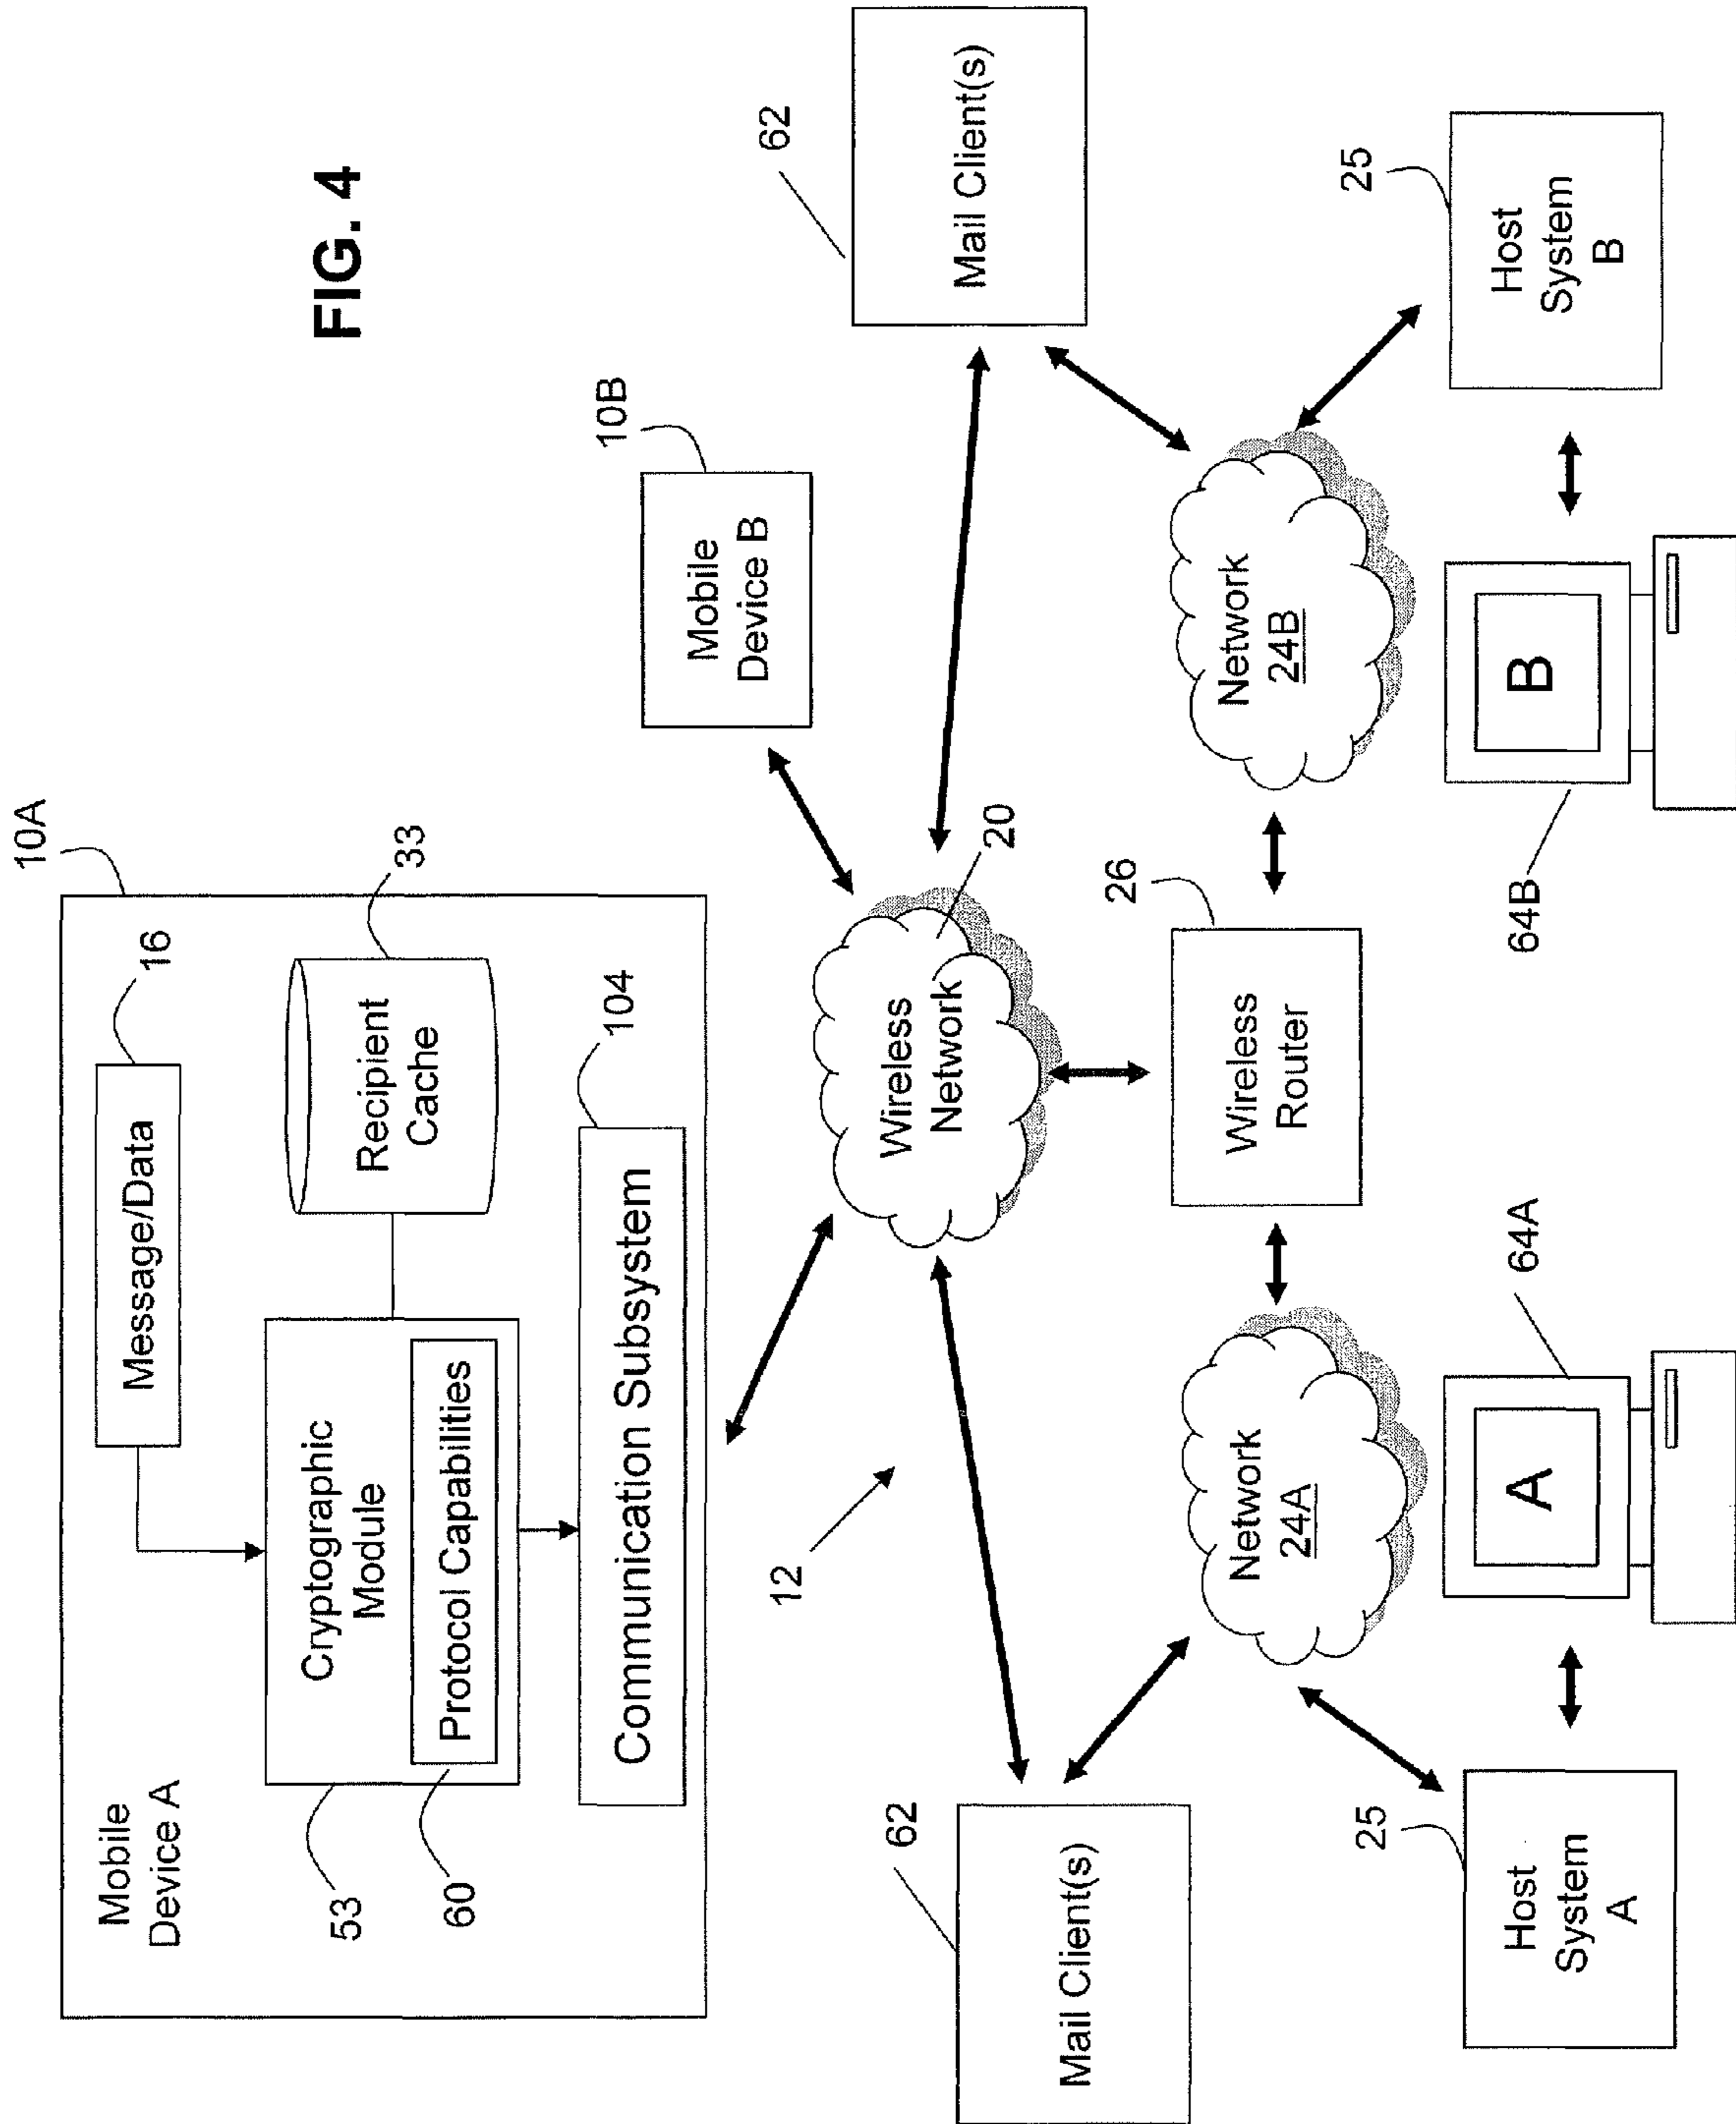 10A
Mobile
Device A
Message/Data
16
53
Cryptographic
Module
60
Protocol Capabilities
Recipient
Cache
33
Communication Subsystem
104
FIG. 4
12
Wireless
Network
20
Mobile
Device B
10B
62
Mail Client(s)
62
Mail Client(s)
Network
24A
Wireless
Router
26
Network
24B
25
Host
System
A
A
64A
B
64B
25
Host
System
B